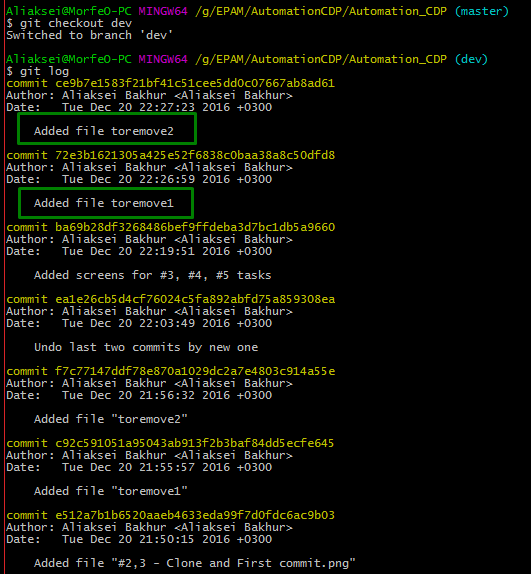 Aliaksei@MorfeO-PC MINGW64 /g/EPAM/AutomationCDP/Automation_CDP (master)
$ git checkout dev
Switched to branch 'dev'
Aliaksei@MorfeO-PC MINGW64 /g/EPAM/AutomationCDP/Automation_CDP (dev)
$ git log
commit ce9b7e1583f21bf41c51cee5dd0c07667ab8ad61
Author: Aliaksei Bakhur <Aliaksei Bakhur>
Date:   Tue Dec 20 22:27:23 2016 +0300
Added file toremove2
commit 72e3b1621305a425e52f6838c0baa38a8c50dfd8
Author: Aliaksei Bakhur <Aliaksei Bakhur>
Date:   Tue Dec 20 22:26:59 2016 +0300
Added file toremove1
commit ba69b28df3268486bef9ffdeba3d7bc1db5a9660
Author: Aliaksei Bakhur <Aliaksei Bakhur>
Date:   Tue Dec 20 22:19:51 2016 +0300
Added screens for #3, #4, #5 tasks
commit ea1e26cb5d4cf76024c5fa892abfd75a859308ea
Author: Aliaksei Bakhur <Aliaksei Bakhur>
Date:   Tue Dec 20 22:03:49 2016 +0300
Undo last two commits by new one
commit f7c77147ddf78e870a1029dc2a7e4803c914a55e
Author: Aliaksei Bakhur <Aliaksei Bakhur>
Date:   Tue Dec 20 21:56:32 2016 +0300
Added file "toremove2"
commit c92c591051a95043ab913f2b3baf84dd5ecfe645
Author: Aliaksei Bakhur <Aliaksei Bakhur>
Date:   Tue Dec 20 21:55:57 2016 +0300
Added file "toremove1"
commit e512a7b1b6520aaeb4633eda99f7d0fdc6ac9b03
Author: Aliaksei Bakhur <Aliaksei Bakhur>
Date:   Tue Dec 20 21:50:15 2016 +0300
Added file "#2,3 - Clone and First commit.png"